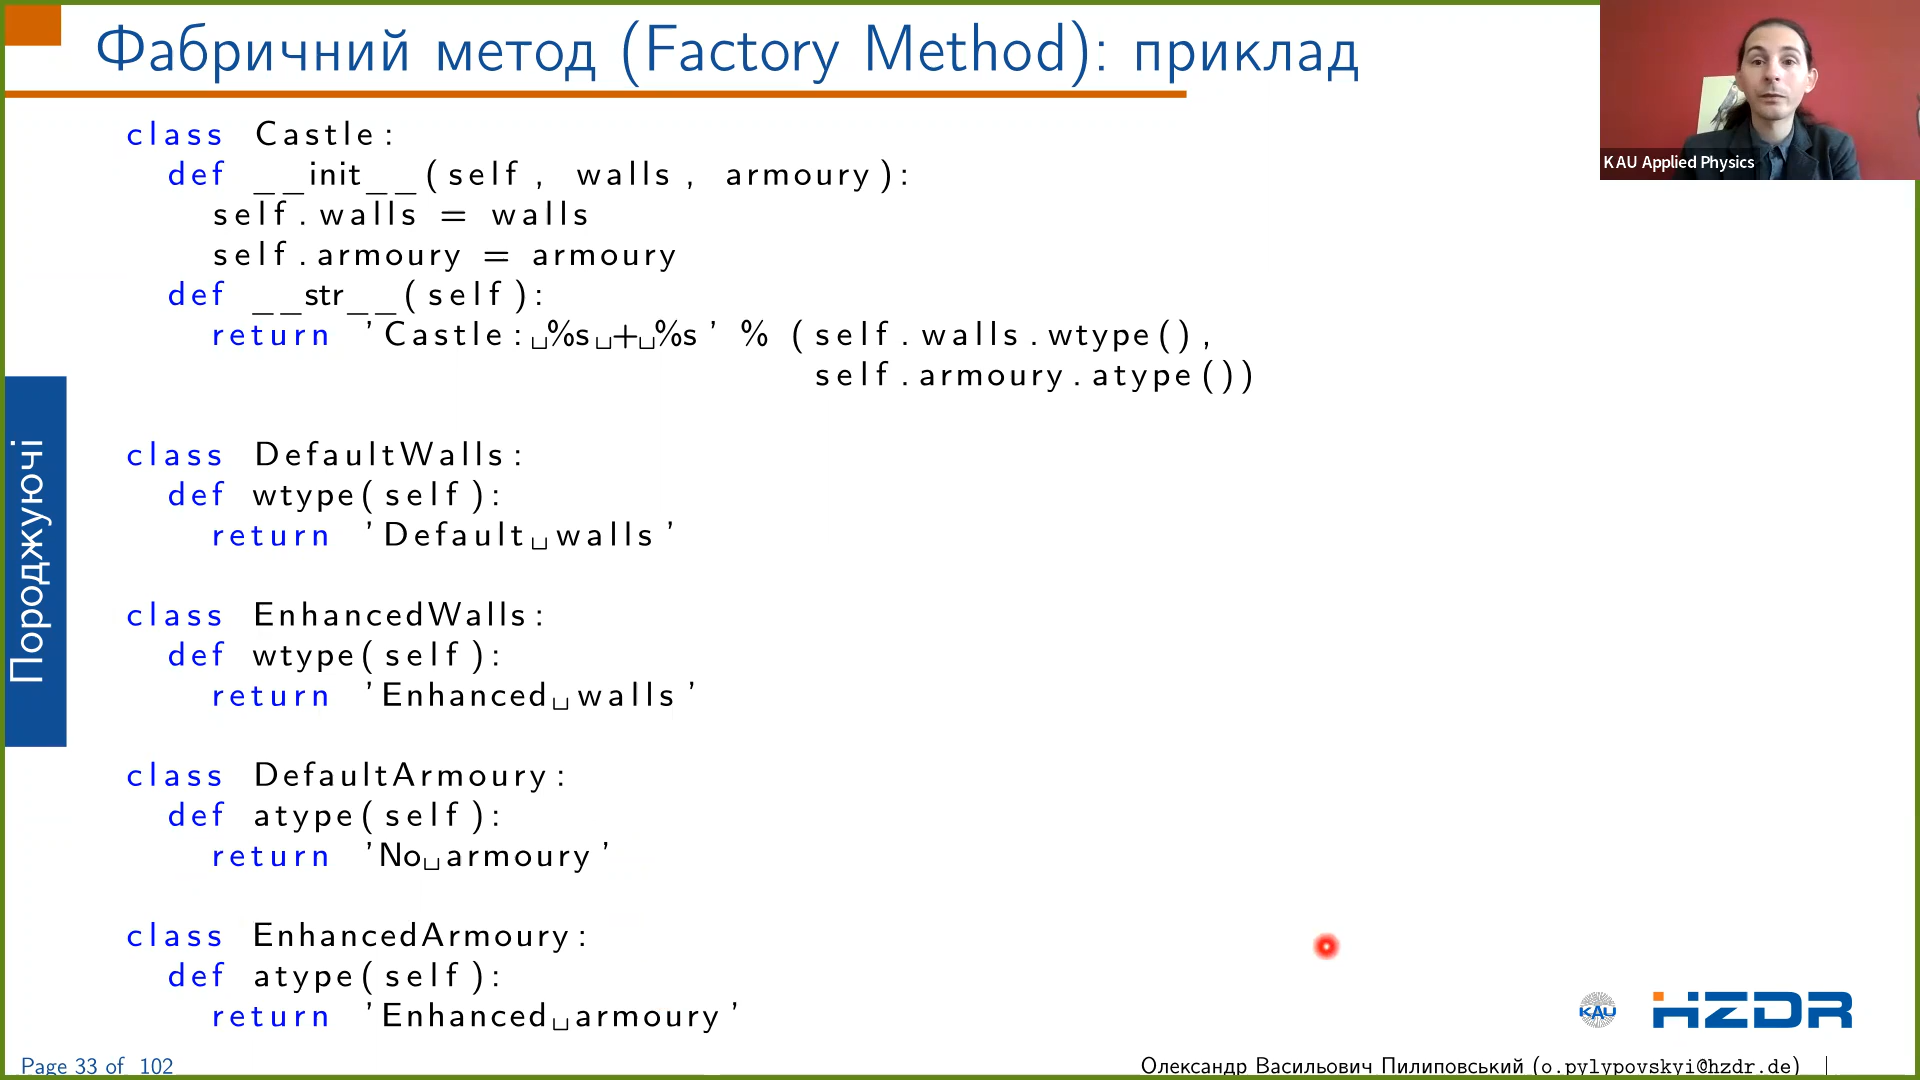 Фабричний метод (Factory Method): приклад
KAU Applied Physics
class Castle:
def __init__(self, walls, armoury):
self.walls = walls
self.armoury = armoury
def __str__(self):
return 'Castle:␣%s␣+␣%s' % (self.walls.wtype(),
self.armoury.atype())
class DefaultWalls:
def wtype(self):
return 'Default␣walls'
class EnhancedWalls:
def wtype(self):
return 'Enhanced␣walls'
class DefaultArmoury:
def atype(self):
return 'No␣armoury'
class EnhancedArmoury:
def atype(self):
return 'Enhanced␣armoury'
Породжуючі
KAU
HZDR
Page 33 of 102
Олександр Васильович Пилиповський (o.pylypovskyi@hzdr.de) |